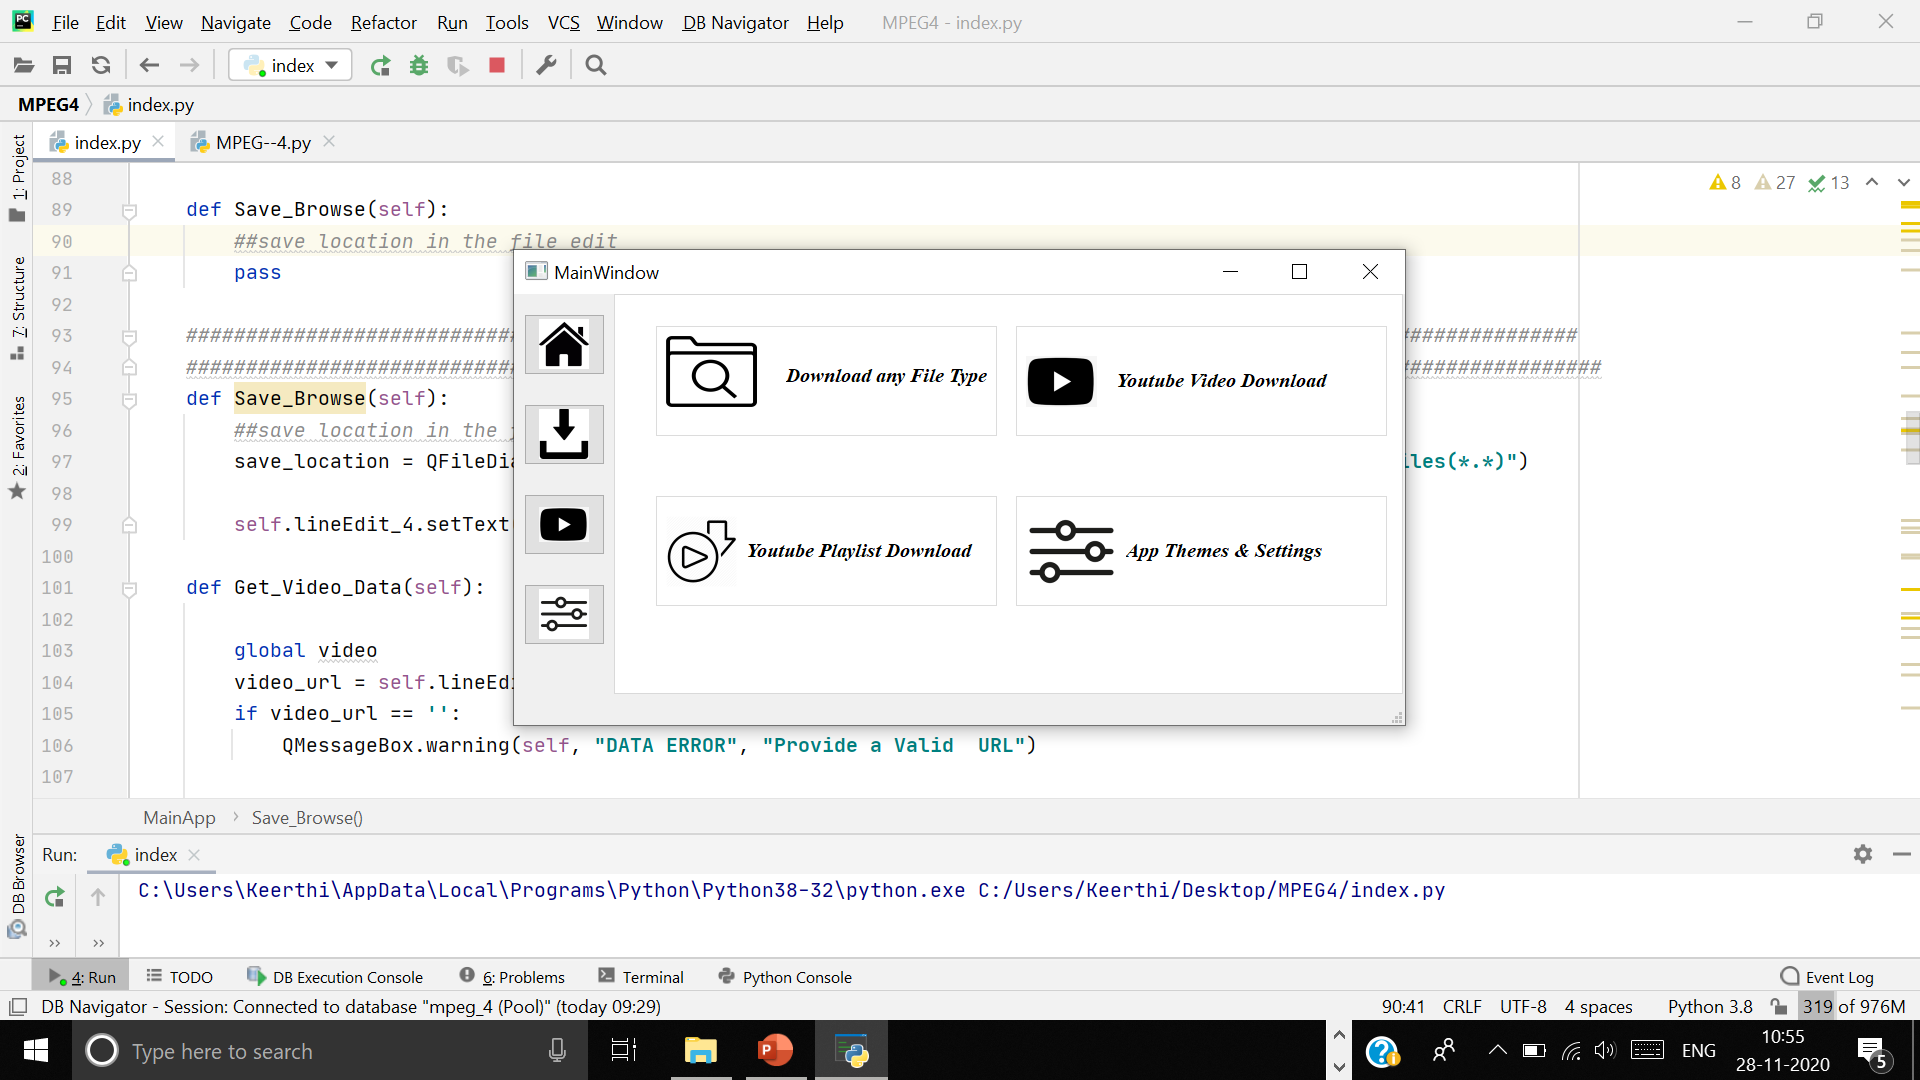 File Edit View Navigate Code Refactor Run Tools VCS Window DB Navigator Help MPEG4 - index.py
index
MPEG4 index.py
index.py MPEG--4.py
1: Project
7: Structure
2: Favorites
DB Browser
8 27 13
88
89 def Save_Browse(self):
90 ##save location in the file edit
91 pass
92
93 ############################ ##############
94 ############################ ################
95 def Save_Browse(self):
96 ##save location in the
97 save_location = QFileDia iles(*.*)")
98
99 self.lineEdit_4.setText
100
101 def Get_Video_Data(self):
102
103 global video
104 video_url = self.lineEdi
105 if video_url == '':
106 QMessageBox.warning(self, "DATA ERROR", "Provide a Valid  URL")
107
MainWindow
Download any File Type
Youtube Video Download
Youtube Playlist Download
App Themes & Settings
MainApp › Save_Browse()
Run: index
C:\Users\Keerthi\AppData\Local\Programs\Python\Python38-32\python.exe C:/Users/Keerthi/Desktop/MPEG4/index.py
4: Run TODO DB Execution Console 6: Problems Terminal Python Console Event Log
DB Navigator - Session: Connected to database "mpeg_4 (Pool)" (today 09:29) 90:41 CRLF UTF-8 4 spaces Python 3.8 319 of 976M
Type here to search
ENG
10:55
28-11-2020
5